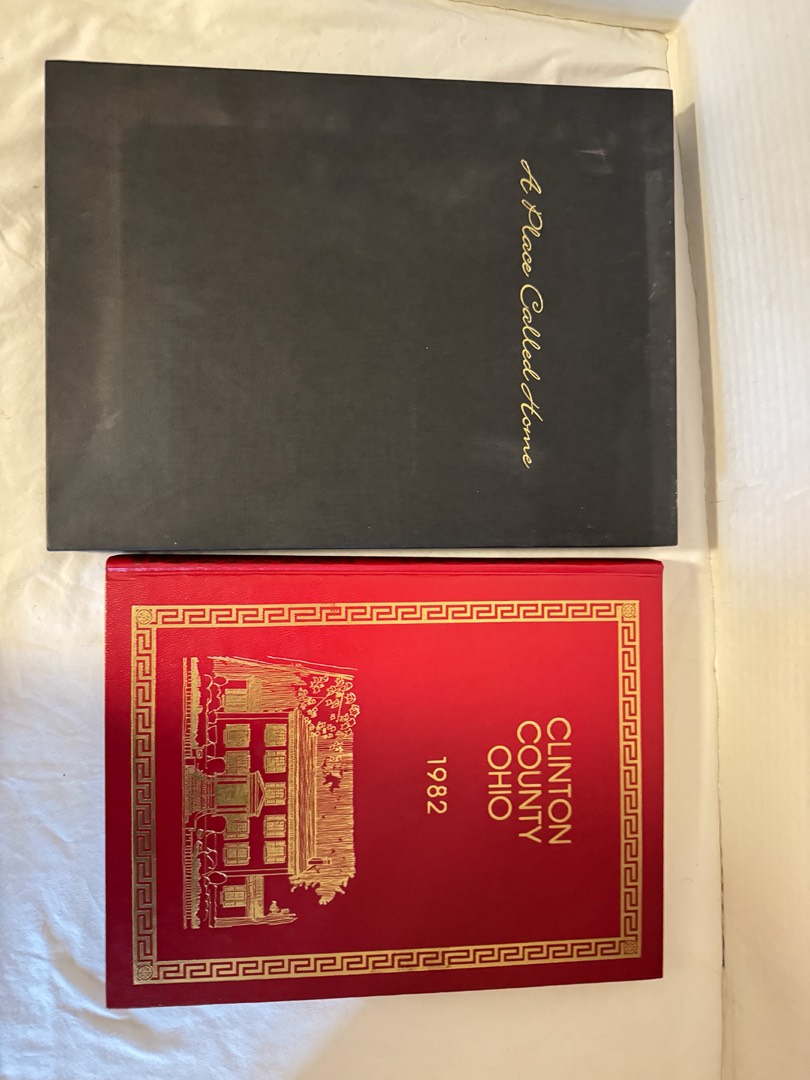 A Place Called Home
CLINTON
COUNTY
OHIO
1982